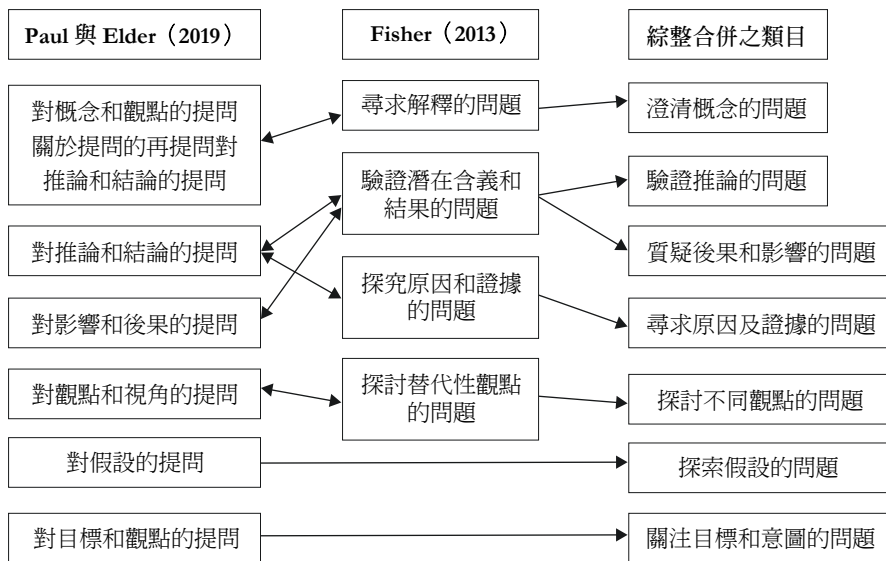 Paul 與 Elder（2019）
Fisher（2013）
綜整合併之類目
對概念和觀點的提問
關於提問的再提問對
推論和結論的提問
尋求解釋的問題
澄清概念的問題
驗證潛在含義和
結果的問題
驗證推論的問題
對推論和結論的提問
質疑後果和影響的問題
探究原因和證據
的問題
對影響和後果的提問
尋求原因及證據的問題
對觀點和視角的提問
探討替代性觀點
的問題
探討不同觀點的問題
對假設的提問
探索假設的問題
對目標和觀點的提問
關注目標和意圖的問題